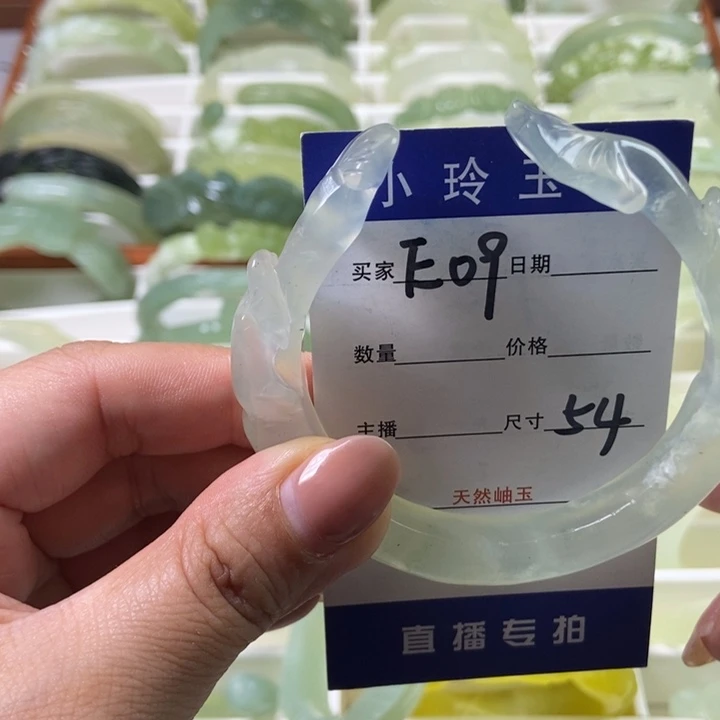 小玲玉
买家 E09 日期
数量 价格
主播 尺寸 54
天然岫玉
直播专拍